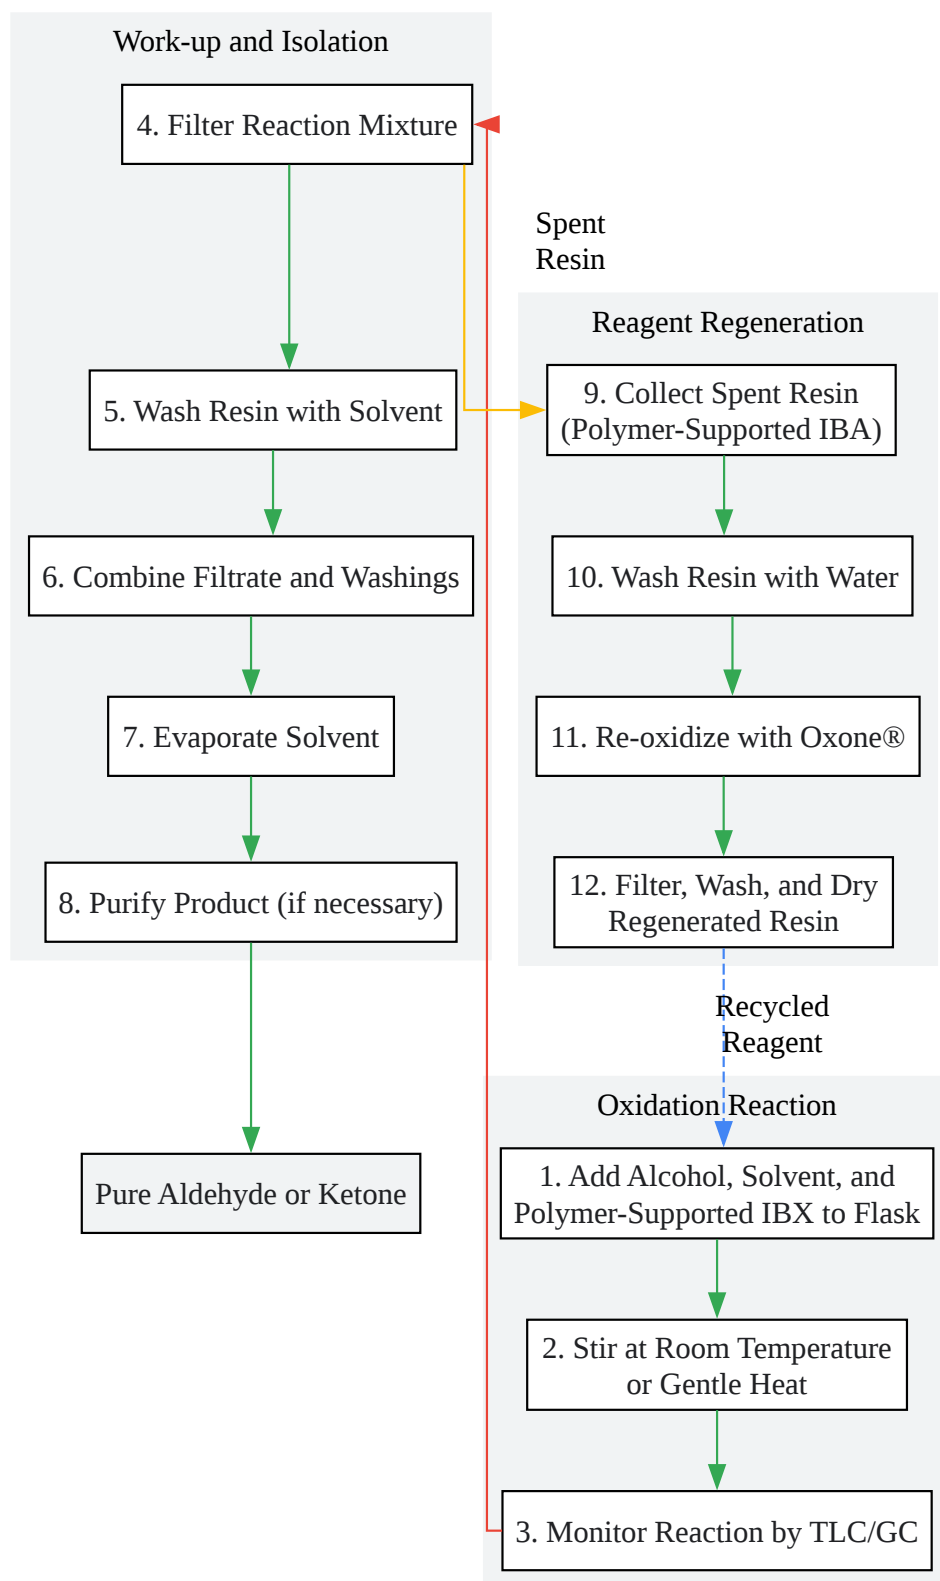 Work-up and Isolation
4. Filter Reaction Mixture
5. Wash Resin with Solvent
6. Combine Filtrate and Washings
7. Evaporate Solvent
8. Purify Product (if necessary)
Pure Aldehyde or Ketone
Spent
Resin
Reagent Regeneration
9. Collect Spent Resin
(Polymer-Supported IBA)
10. Wash Resin with Water
11. Re-oxidize with Oxone®
12. Filter, Wash, and Dry
Regenerated Resin
Recycled
Reagent
Oxidation Reaction
1. Add Alcohol, Solvent, and
Polymer-Supported IBX to Flask
2. Stir at Room Temperature
or Gentle Heat
3. Monitor Reaction by TLC/GC